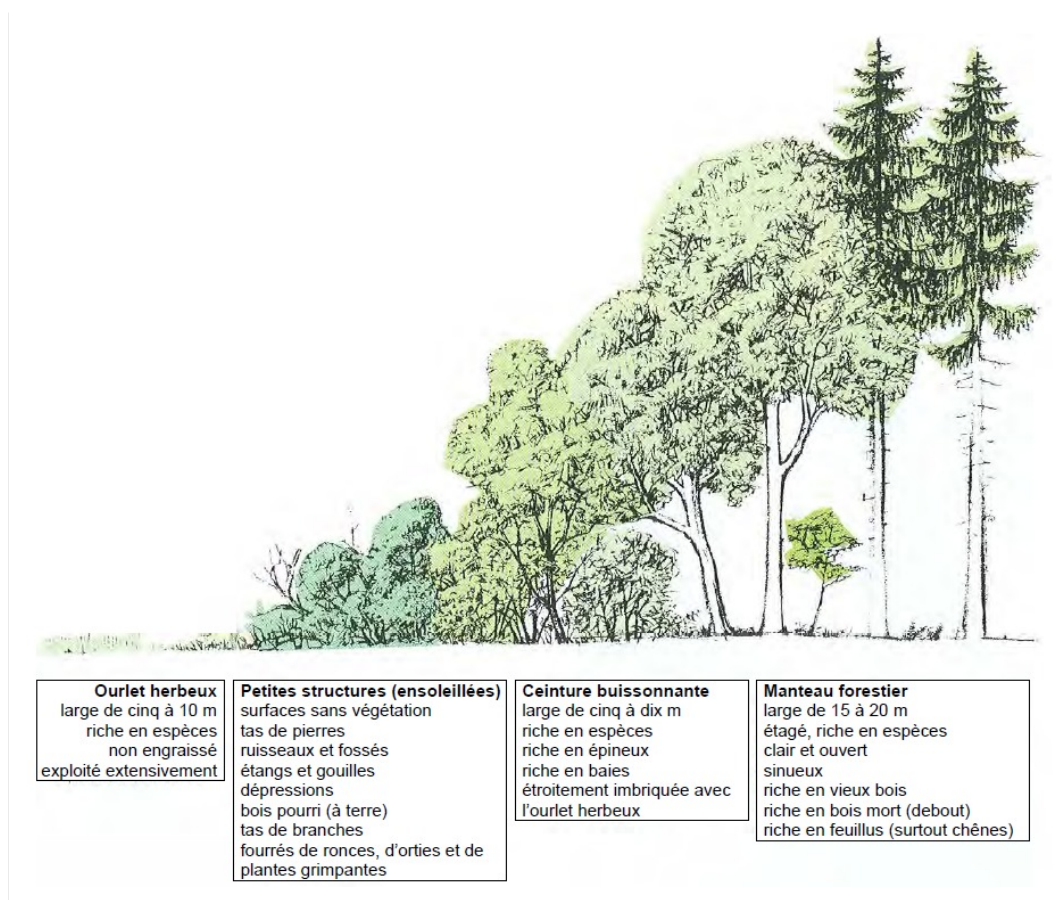 Ourlet herbeux
large de cinq à 10 m
riche en espèces
non engraissé
exploité extensivement
Petites structures (ensoleillées)
surfaces sans végétation
tas de pierres
ruisseaux et fossés
étangs et gouilles
dépressions
bois pourri (à terre)
tas de branches
fourrés de ronces, d'orties et de
plantes grimpantes
Ceinture buissonnante
large de cinq à dix m
riche en espèces
riche en épineux
riche en baies
étroitement imbriquée avec
l'ourlet herbeux
Manteau forestier
large de 15 à 20 m
étagé, riche en espèces
clair et ouvert
sinueux
riche en vieux bois
riche en bois mort (debout)
riche en feuillus (surtout chênes)